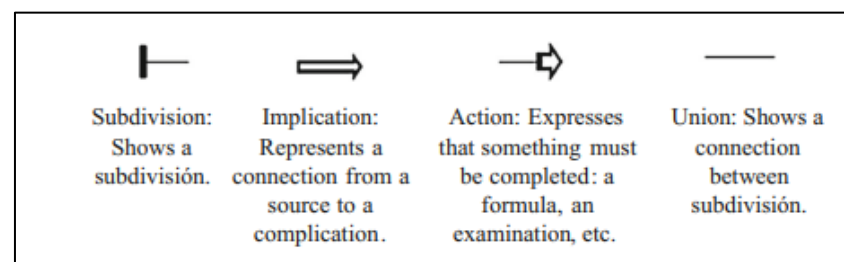 Subdivision:
Shows a
subdivisión.
Implication:
Represents a
connection from a
source to a
complication.
Action: Expresses
that something must
be completed: a
formula, an
examination, etc.
Union: Shows a
connection
between
subdivisión.